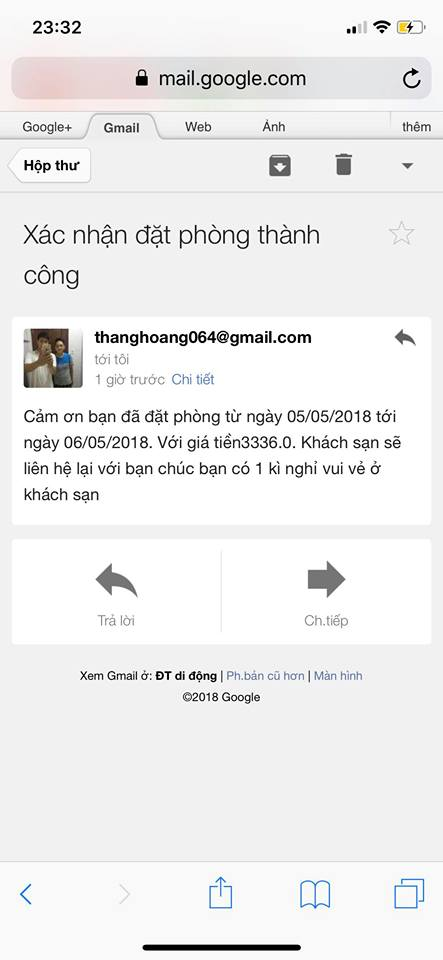 23:32
mail.google.com
Google+ Gmail Web Ảnh thêm
Hộp thư
Xác nhận đặt phòng thành
công
thanghoang064@gmail.com
tới tôi
1 giờ trước Chi tiết
Cảm ơn bạn đã đặt phòng từ ngày 05/05/2018 tới
ngày 06/05/2018. Với giá tiền3336.0. Khách sạn sẽ
liên hệ lại với bạn chúc bạn có 1 kì nghỉ vui vẻ ở
khách sạn
Trả lời Ch.tiếp
Xem Gmail ở: ĐT di động | Ph.bản cũ hơn | Màn hình
©2018 Google